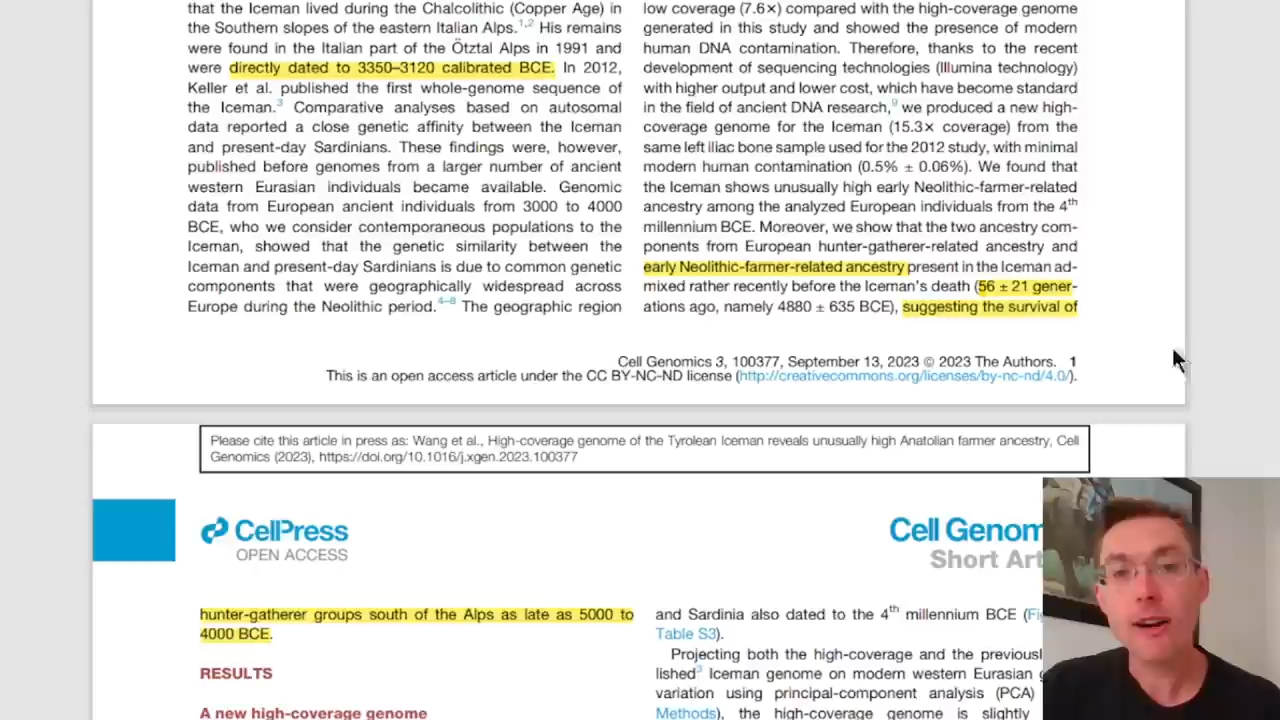 that the Iceman lived during the Chalcolithic (Copper Age) in
the Southern slopes of the eastern Italian Alps.1,2 His remains
were found in the Italian part of the Ötztal Alps in 1991 and
were directly dated to 3350–3120 calibrated BCE. In 2012,
Keller et al. published the first whole-genome sequence of
the Iceman.3 Comparative analyses based on autosomal
data reported a close genetic affinity between the Iceman
and present-day Sardinians. These findings were, however,
published before genomes from a larger number of ancient
western Eurasian individuals became available. Genomic
data from European ancient individuals from 3000 to 4000
BCE, who we consider contemporaneous populations to the
Iceman, showed that the genetic similarity between the
Iceman and present-day Sardinians is due to common genetic
components that were geographically widespread across
Europe during the Neolithic period.4–8 The geographic region
low coverage (7.6×) compared with the high-coverage genome
generated in this study and showed the presence of modern
human DNA contamination. Therefore, thanks to the recent
development of sequencing technologies (Illumina technology)
with higher output and lower cost, which have become standard
in the field of ancient DNA research,9 we produced a new high-
coverage genome for the Iceman (15.3× coverage) from the
same left iliac bone sample used for the 2012 study, with minimal
modern human contamination (0.5% ± 0.06%). We found that
the Iceman shows unusually high early Neolithic-farmer-related
ancestry among the analyzed European individuals from the 4th
millennium BCE. Moreover, we show that the two ancestry com-
ponents from European hunter-gatherer-related ancestry and
early Neolithic-farmer-related ancestry present in the Iceman ad-
mixed rather recently before the Iceman's death (56 ± 21 gener-
ations ago, namely 4880 ± 635 BCE), suggesting the survival of
Cell Genomics 3, 100377, September 13, 2023 © 2023 The Authors. 1
This is an open access article under the CC BY-NC-ND license (http://creativecommons.org/licenses/by-nc-nd/4.0/).
Please cite this article in press as: Wang et al., High-coverage genome of the Tyrolean Iceman reveals unusually high Anatolian farmer ancestry, Cell
Genomics (2023), https://doi.org/10.1016/j.xgen.2023.100377
CellPress
OPEN ACCESS
Cell Genom
Short Art
hunter-gatherer groups south of the Alps as late as 5000 to
4000 BCE.
RESULTS
A new high-coverage genome
and Sardinia also dated to the 4th millennium BCE (Fi
Table S3).
Projecting both the high-coverage and the previousl
lished3 Iceman genome on modern western Eurasian g
variation using principal-component analysis (PCA)
Methods), the high-coverage genome is slightly